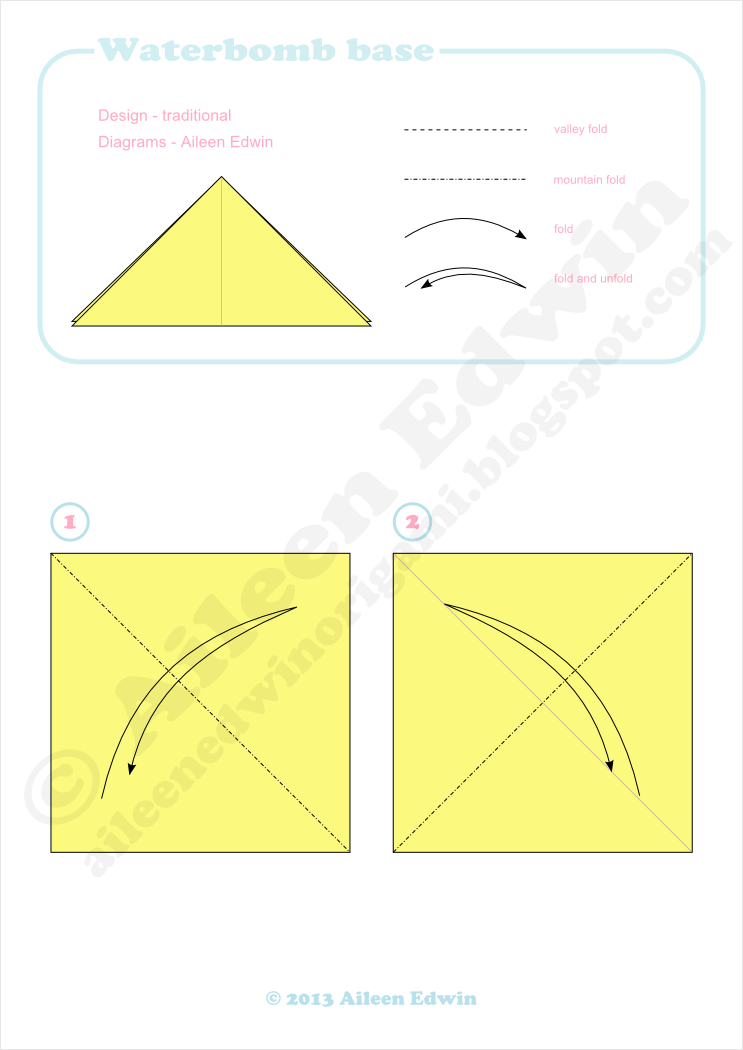 Waterbomb base
Design - traditional
Diagrams - Aileen Edwin
valley fold
mountain fold
fold
fold and unfold
© Aileen Edwin
aileenedwinorigami.blogspot.com
1
2
© 2013 Aileen Edwin